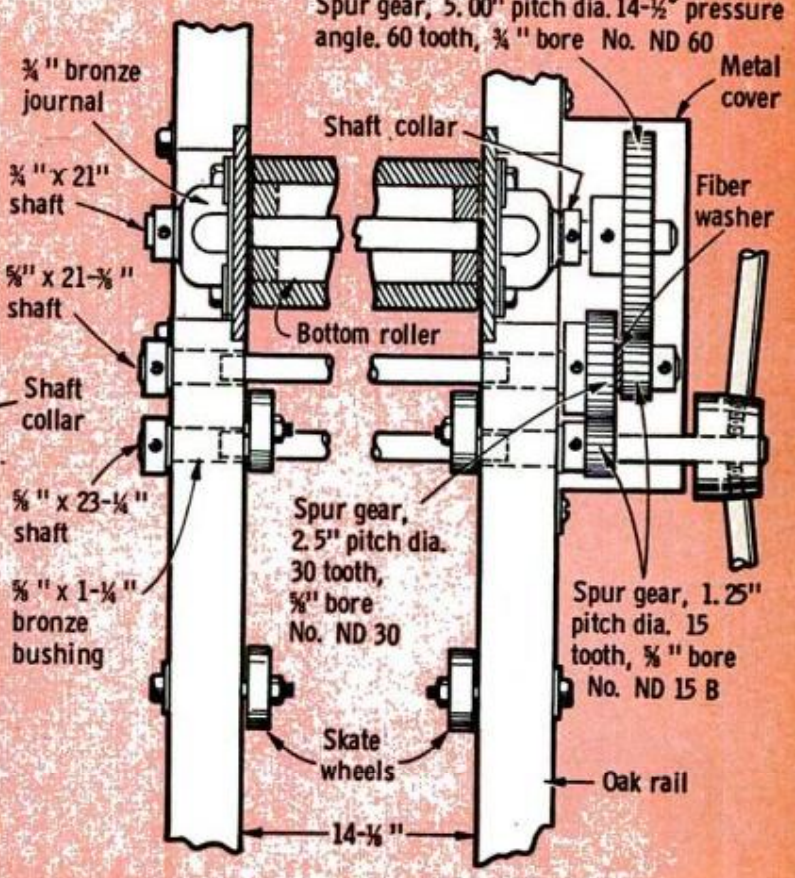 Spur gear, 5.00" pitch dia. 14-½° pressure
angle. 60 tooth, ¾" bore No. ND 60
¾" bronze
journal
Metal
cover
Shaft collar
¾" x 21"
shaft
Fiber
washer
⅝" x 21-⅜"
shaft
Bottom roller
Shaft
collar
⅝" x 23-¼"
shaft
Spur gear,
2.5" pitch dia.
30 tooth,
⅝" bore
No. ND 30
⅝" x 1-¼"
bronze
bushing
Spur gear, 1.25"
pitch dia. 15
tooth, ⅝" bore
No. ND 15 B
Skate
wheels
Oak rail
14-⅛"